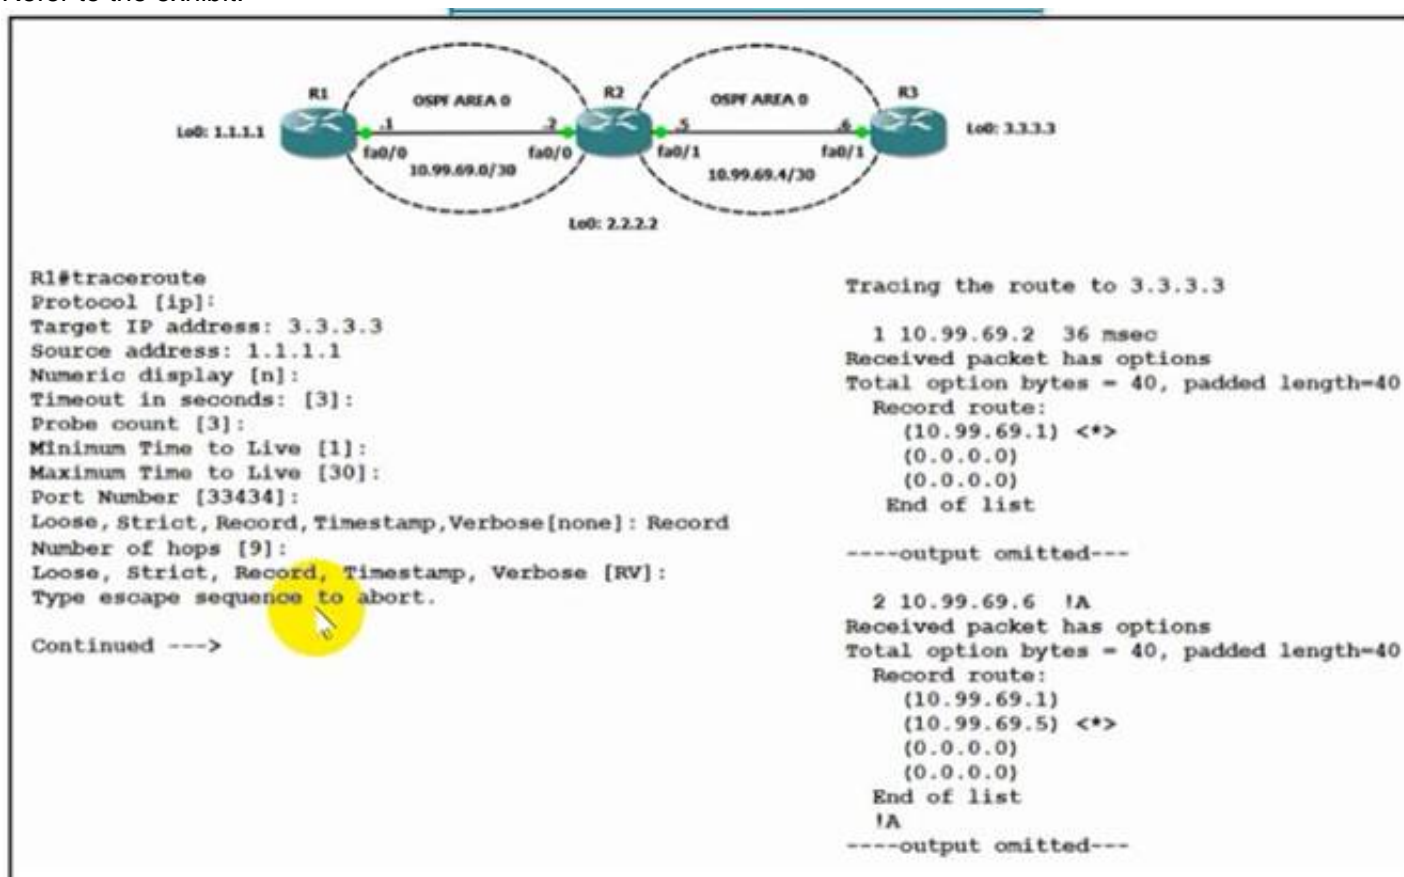 R1
OSPF AREA 0
R2
OSPF AREA 0
R3
Lo0: 1.1.1.1
.1
.2
.5
.6
Lo0: 3.3.3.3
fa0/0
fa0/0
fa0/1
fa0/1
10.99.69.0/30
10.99.69.4/30
Lo0: 2.2.2.2
R1#traceroute
Protocol [ip]:
Target IP address: 3.3.3.3
Source address: 1.1.1.1
Numeric display [n]:
Timeout in seconds: [3]:
Probe count [3]:
Minimum Time to Live [1]:
Maximum Time to Live [30]:
Port Number [33434]:
Loose, Strict, Record, Timestamp, Verbose[none]: Record
Number of hops [9]:
Loose, Strict, Record, Timestamp, Verbose [RV]:
Type escape sequence to abort.
Continued --->
Tracing the route to 3.3.3.3
1 10.99.69.2 36 msec
Received packet has options
Total option bytes = 40, padded length=40
Record route:
(10.99.69.1) <*>
(0.0.0.0)
(0.0.0.0)
End of list
----output omitted---
2 10.99.69.6 !A
Received packet has options
Total option bytes = 40, padded length=40
Record route:
(10.99.69.1)
(10.99.69.5) <*>
(0.0.0.0)
(0.0.0.0)
End of list
!A
----output omitted---